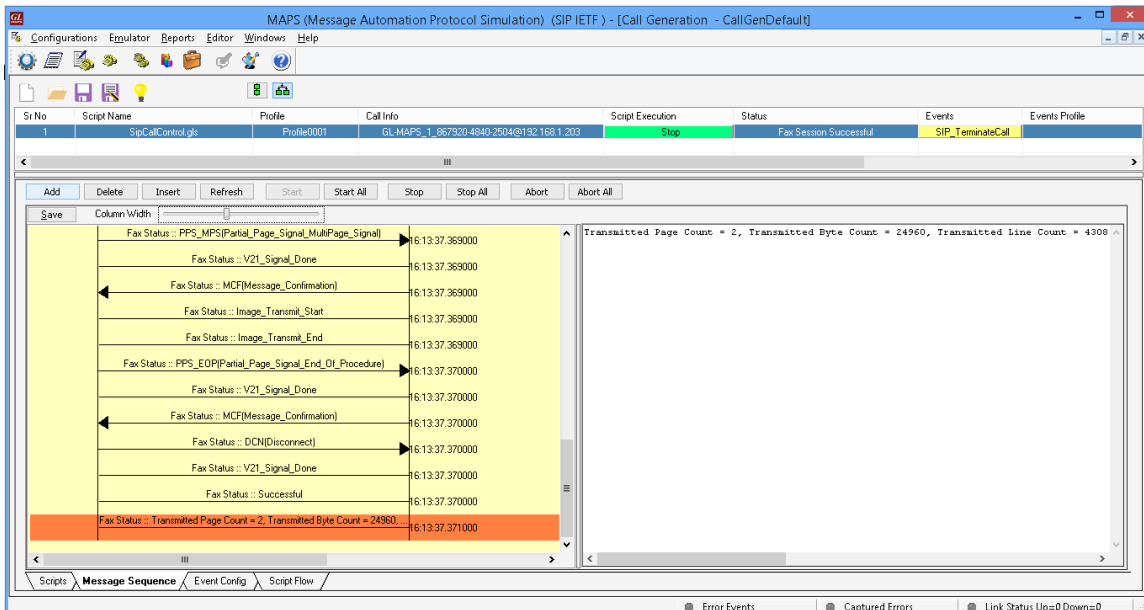 GL
MAPS
MAPS (Message Automation Protocol Simulation) (SIP IETF ) - [Call Generation - CallGenDefault]
Configurations Emulator Reports Editor Windows Help
Sr No Script Name Profile Call Info Script Execution Status Events Events Profile
1 SipCallControl.gls Profile0001 GL-MAPS_1_867920-4840-2504@192.168.1.203 Stop Fax Session Successful SIP_TerminateCall
Add Delete Insert Refresh Start Start All Stop Stop All Abort Abort All
Save Column Width
Fax Status :: PPS_MPS(Partial_Page_Signal_MultiPage_Signal)
16:13:37.369000
Fax Status :: V21_Signal_Done
16:13:37.369000
Fax Status :: MCF(Message_Confirmation)
16:13:37.369000
Fax Status :: Image_Transmit_Start
16:13:37.369000
Fax Status :: Image_Transmit_End
16:13:37.369000
Fax Status :: PPS_EOP(Partial_Page_Signal_End_Of_Procedure)
16:13:37.370000
Fax Status :: V21_Signal_Done
16:13:37.370000
Fax Status :: MCF(Message_Confirmation)
16:13:37.370000
Fax Status :: DCN(Disconnect)
16:13:37.370000
Fax Status :: V21_Signal_Done
16:13:37.370000
Fax Status :: Successful
16:13:37.370000
Fax Status :: Transmitted Page Count = 2, Transmitted Byte Count = 24960, ...
16:13:37.371000
Transmitted Page Count = 2, Transmitted Byte Count = 24960, Transmitted Line Count = 4308
Scripts Message Sequence Event Config Script Flow
Error Events Captured Errors Link Status Up=0 Down=0